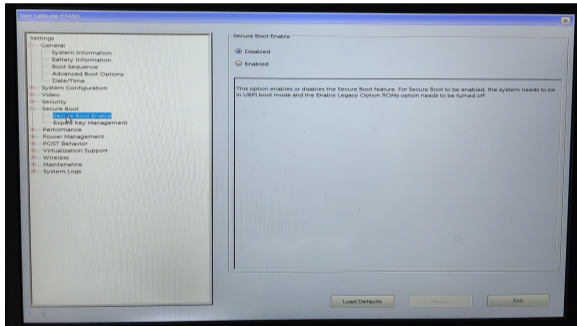 Dell Latitude E7450
Settings
General
System Information
Battery Information
Boot Sequence
Advanced Boot Options
Date/Time
System Configuration
Video
Security
Secure Boot
Secure Boot Enable
Expert Key Management
Performance
Power Management
POST Behavior
Virtualization Support
Wireless
Maintenance
System Logs
Secure Boot Enable
Disabled
Enabled
This option enables or disables the Secure Boot feature. For Secure Boot to be enabled, the system needs to be
in UEFI boot mode and the Enable Legacy Option ROMs option needs to be turned off.
Load Defaults
Apply
Exit